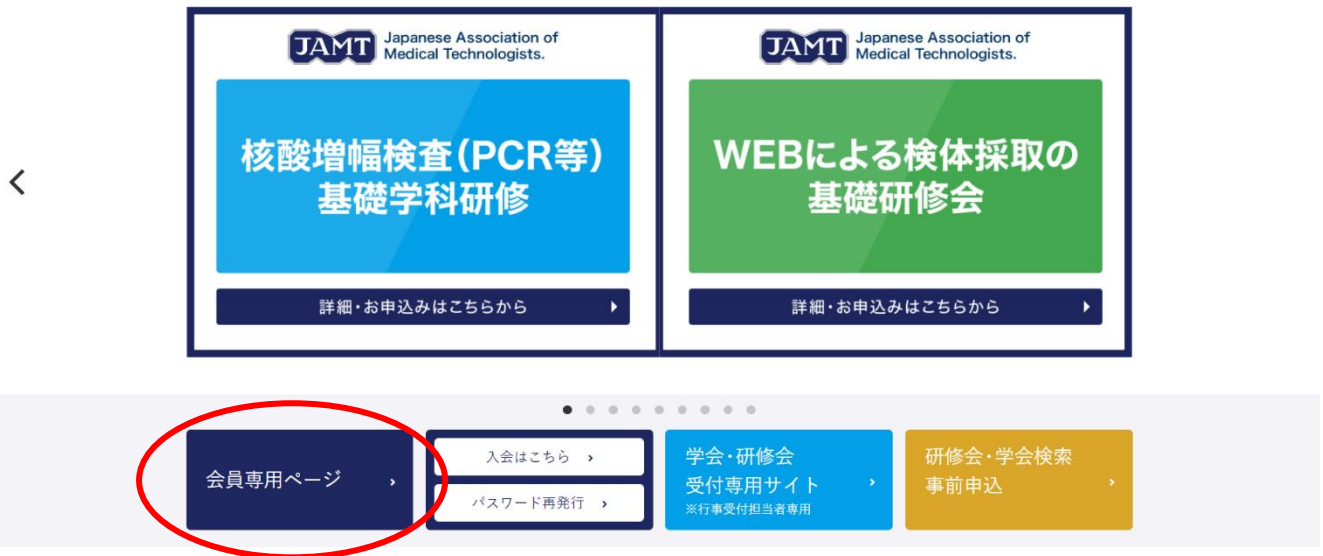 JAMT Japanese Association of
Medical Technologists.
核酸増幅検査(PCR等)
基礎学科研修
詳細・お申込みはこちらから
JAMT Japanese Association of
Medical Technologists.
WEBによる検体採取の
基礎研修会
詳細・お申込みはこちらから
会員専用ページ
入会はこちら
パスワード再発行
学会・研修会
受付専用サイト
※行事受付担当者専用
研修会・学会検索
事前申込